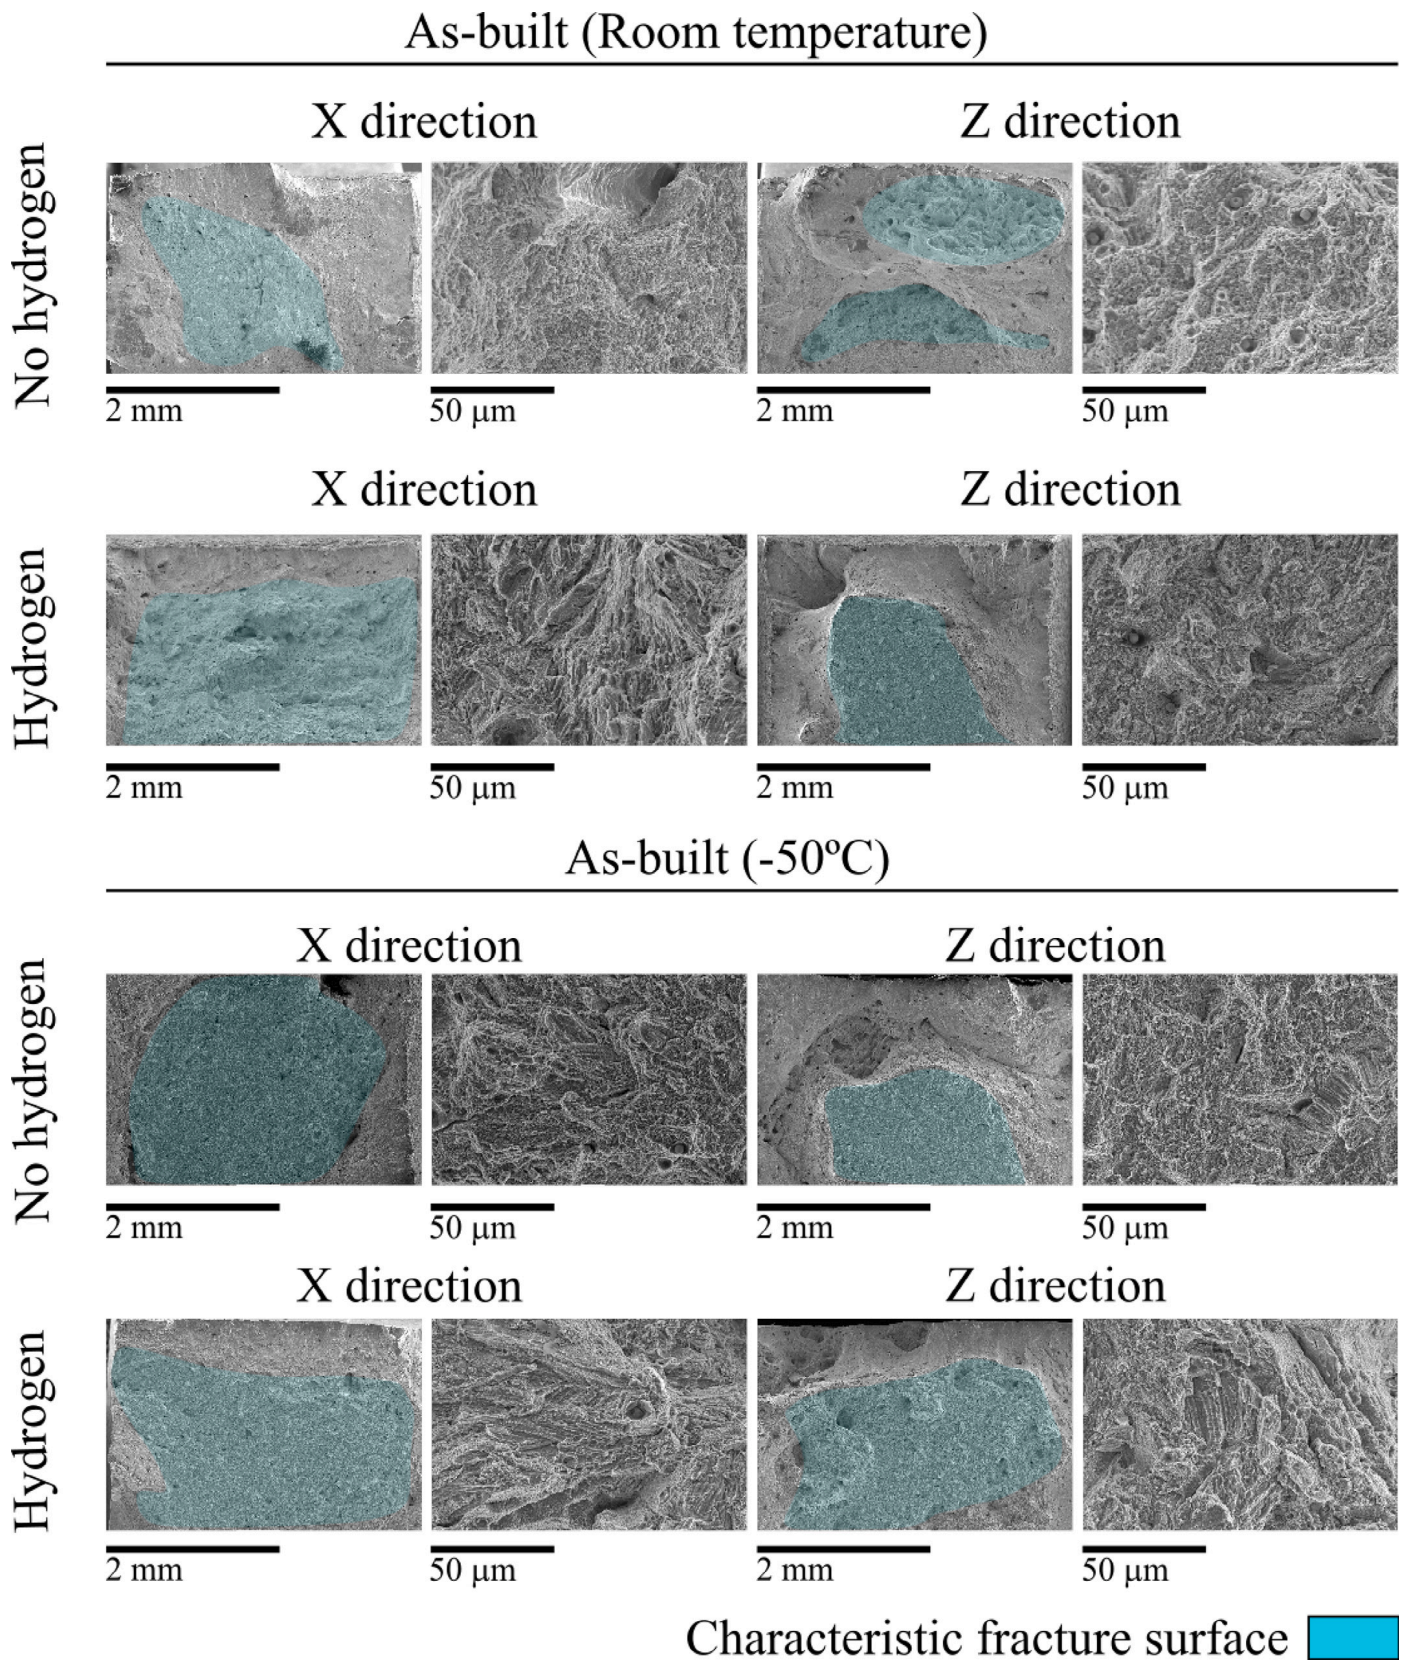 As-built (Room temperature)
X direction
Z direction
No hydrogen
2 mm
50 μm
2 mm
50 μm
X direction
Z direction
Hydrogen
2 mm
50 μm
2 mm
50 μm
As-built (-50ºC)
X direction
Z direction
No hydrogen
2 mm
50 μm
2 mm
50 μm
X direction
Z direction
Hydrogen
2 mm
50 μm
2 mm
50 μm
Characteristic fracture surface